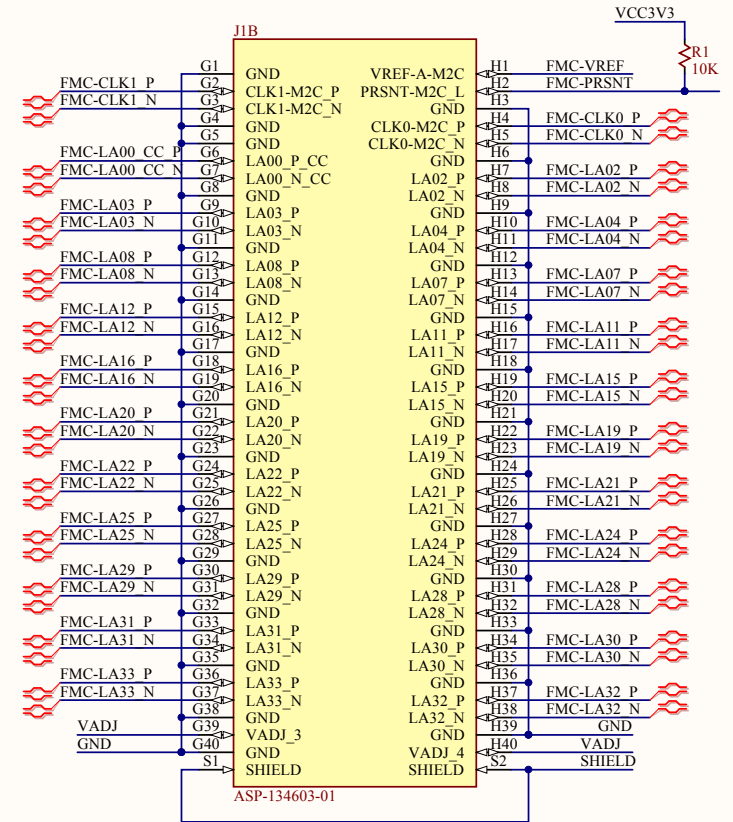 VCC3V3
J1B
R1
10K
G1 GND VREF-A-M2C H1 FMC-VREF
FMC-CLK1_P G2 CLK1-M2C_P PRSNT-M2C_L H2 FMC-PRSNT
FMC-CLK1_N G3 CLK1-M2C_N GND H3
G4 GND CLK0-M2C_P H4 FMC-CLK0_P
G5 GND CLK0-M2C_N H5 FMC-CLK0_N
FMC-LA00_CC_P G6 LA00_P_CC GND H6
FMC-LA00_CC_N G7 LA00_N_CC LA02_P H7 FMC-LA02_P
G8 GND LA02_N H8 FMC-LA02_N
FMC-LA03_P G9 LA03_P GND H9
FMC-LA03_N G10 LA03_N LA04_P H10 FMC-LA04_P
G11 GND LA04_N H11 FMC-LA04_N
FMC-LA08_P G12 LA08_P GND H12
FMC-LA08_N G13 LA08_N LA07_P H13 FMC-LA07_P
G14 GND LA07_N H14 FMC-LA07_N
FMC-LA12_P G15 LA12_P GND H15
FMC-LA12_N G16 LA12_N LA11_P H16 FMC-LA11_P
G17 GND LA11_N H17 FMC-LA11_N
FMC-LA16_P G18 LA16_P GND H18
FMC-LA16_N G19 LA16_N LA15_P H19 FMC-LA15_P
G20 GND LA15_N H20 FMC-LA15_N
FMC-LA20_P G21 LA20_P GND H21
FMC-LA20_N G22 LA20_N LA19_P H22 FMC-LA19_P
G23 GND LA19_N H23 FMC-LA19_N
FMC-LA22_P G24 LA22_P GND H24
FMC-LA22_N G25 LA22_N LA21_P H25 FMC-LA21_P
G26 GND LA21_N H26 FMC-LA21_N
FMC-LA25_P G27 LA25_P GND H27
FMC-LA25_N G28 LA25_N LA24_P H28 FMC-LA24_P
G29 GND LA24_N H29 FMC-LA24_N
FMC-LA29_P G30 LA29_P GND H30
FMC-LA29_N G31 LA29_N LA28_P H31 FMC-LA28_P
G32 GND LA28_N H32 FMC-LA28_N
FMC-LA31_P G33 LA31_P GND H33
FMC-LA31_N G34 LA31_N LA30_P H34 FMC-LA30_P
G35 GND LA30_N H35 FMC-LA30_N
FMC-LA33_P G36 LA33_P GND H36
FMC-LA33_N G37 LA33_N LA32_P H37 FMC-LA32_P
G38 GND LA32_N H38 FMC-LA32_N
VADJ G39 VADJ_3 GND H39 GND
GND G40 GND VADJ_4 H40 VADJ
S1 SHIELD SHIELD S2 SHIELD
ASP-134603-01